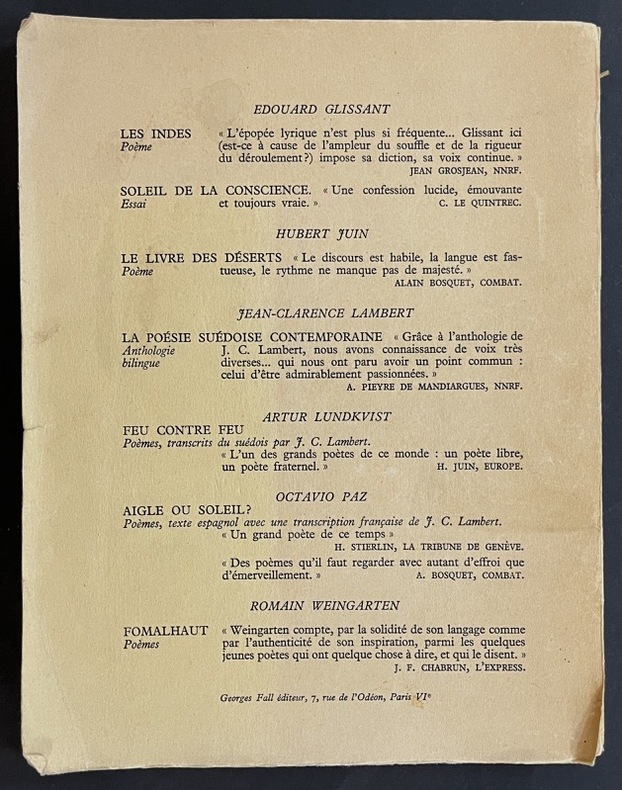 EDOUARD GLISSANT
LES INDES « L'épopée lyrique n'est plus si fréquente... Glissant ici
Poème (est-ce à cause de l'ampleur du souffle et de la rigueur
du déroulement?) impose sa diction, sa voix continue. »
JEAN GROSJEAN, NNRF.
SOLEIL DE LA CONSCIENCE. « Une confession lucide, émouvante
Essai et toujours vraie. » C. LE QUINTREC.
HUBERT JUIN
LE LIVRE DES DÉSERTS « Le discours est habile, la langue est fas-
Poème tueuse, le rythme ne manque pas de majesté. »
ALAIN BOSQUET, COMBAT.
JEAN-CLARENCE LAMBERT
LA POÉSIE SUÉDOISE CONTEMPORAINE « Grâce à l'anthologie de
Anthologie J. C. Lambert, nous avons connaissance de voix très
bilingue diverses... qui nous ont paru avoir un point commun :
celui d'être admirablement passionnées. »
A. PIEYRE DE MANDIARGUES, NNRF.
ARTUR LUNDKVIST
FEU CONTRE FEU
Poèmes, transcrits du suédois par J. C. Lambert.
« L'un des grands poètes de ce monde : un poète libre,
un poète fraternel. » H. JUIN, EUROPE.
OCTAVIO PAZ
AIGLE OU SOLEIL?
Poèmes, texte espagnol avec une transcription française de J. C. Lambert.
« Un grand poète de ce temps »
H. STIERLIN, LA TRIBUNE DE GENÈVE.
« Des poèmes qu'il faut regarder avec autant d'effroi que
d'émerveillement. » A. BOSQUET, COMBAT.
ROMAIN WEINGARTEN
FOMALHAUT « Weingarten compte, par la solidité de son langage comme
Poèmes par l'authenticité de son inspiration, parmi les quelques
jeunes poètes qui ont quelque chose à dire, et qui le disent. »
J. F. CHABRUN, L'EXPRESS.
Georges Fall éditeur, 7, rue de l'Odéon, Paris VIe